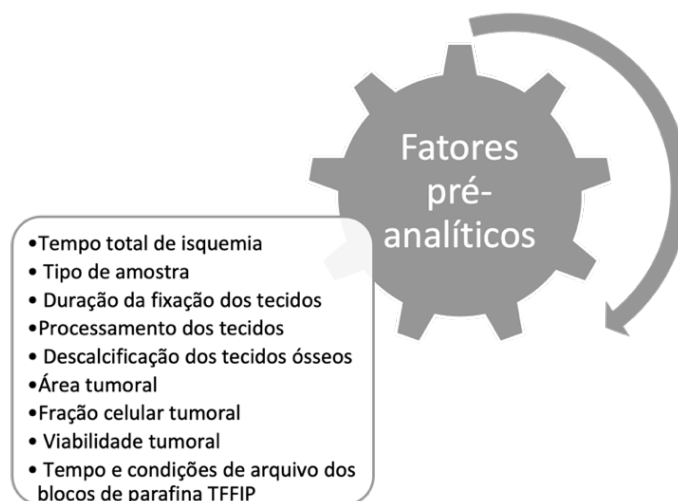 Fatores
pré-
analíticos
•Tempo total de isquemia
• Tipo de amostra
• Duração da fixação dos tecidos
•Processamento dos tecidos
• Descalcificação dos tecidos ósseos
•Área tumoral
•Fração celular tumoral
• Viabilidade tumoral
• Tempo e condições de arquivo dos
blocos de parafina TFFIP